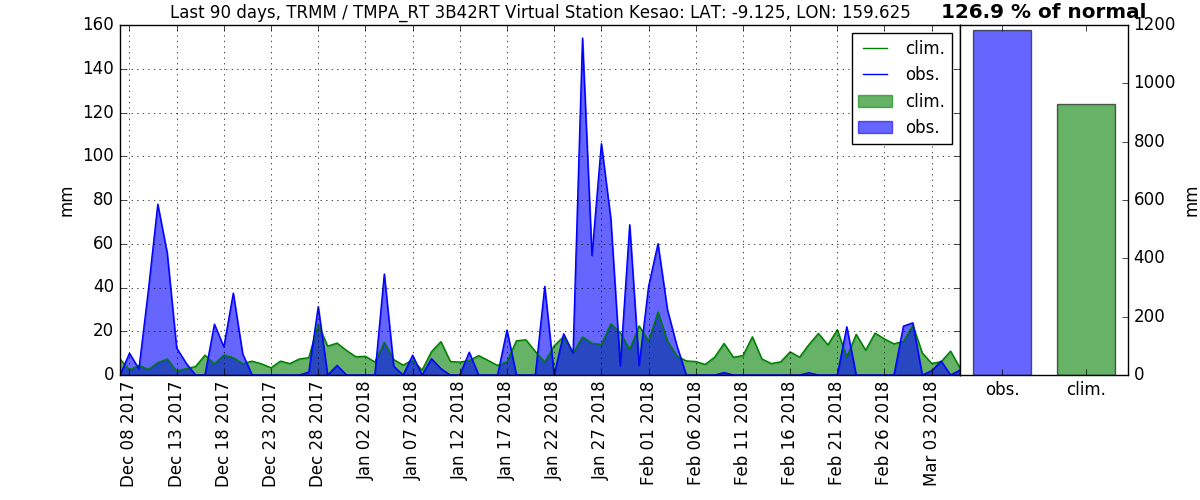 Last 90 days, TRMM / TMPA_RT 3B42RT Virtual Station Kesao: LAT: -9.125, LON: 159.625
126.9 % of normal
160
140
120
100
80
60
40
20
0
mm
clim.
obs.
clim.
obs.
1200
1000
800
600
400
200
0
mm
obs.
clim.
Dec 08 2017
Dec 13 2017
Dec 18 2017
Dec 23 2017
Dec 28 2017
Jan 02 2018
Jan 07 2018
Jan 12 2018
Jan 17 2018
Jan 22 2018
Jan 27 2018
Feb 01 2018
Feb 06 2018
Feb 11 2018
Feb 16 2018
Feb 21 2018
Feb 26 2018
Mar 03 2018